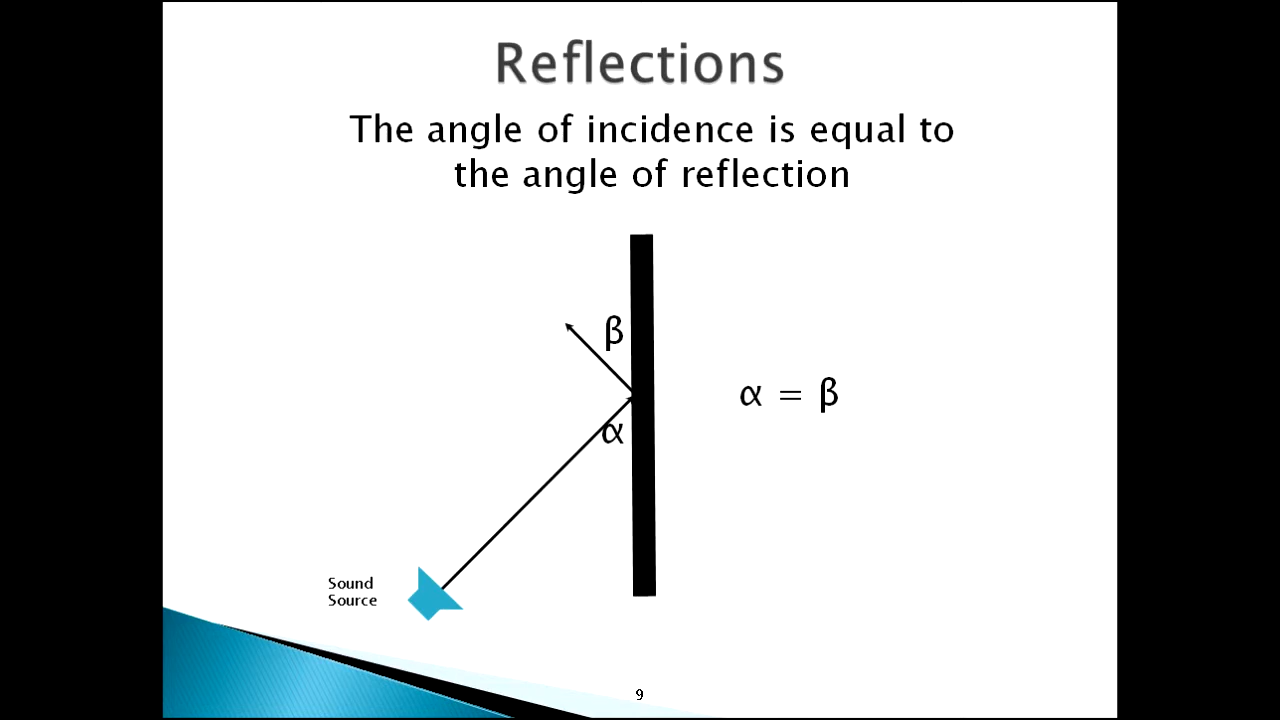 Reflections
The angle of incidence is equal to
the angle of reflection
β
α = β
α
Sound
Source
9